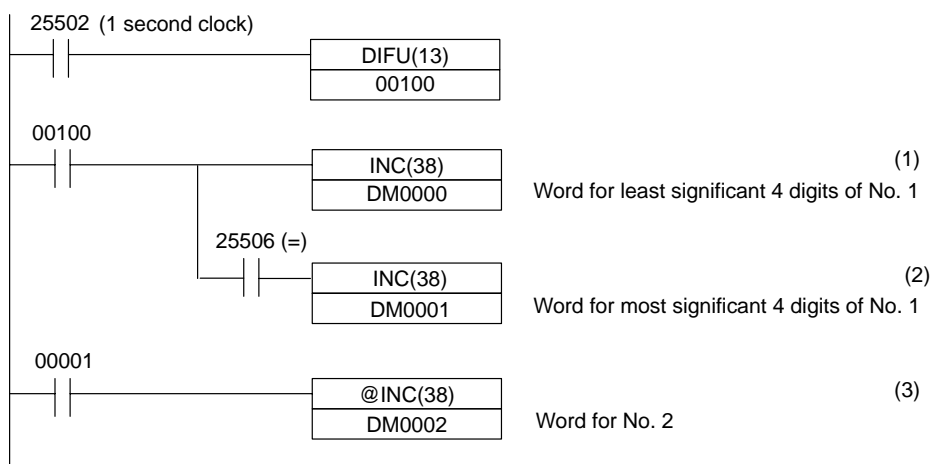 25502 (1 second clock)
DIFU(13)
00100
00100
(1)
INC(38)
DM0000 Word for least significant 4 digits of No. 1
25506 (=)
(2)
INC(38)
DM0001 Word for most significant 4 digits of No. 1
00001
(3)
@INC(38)
DM0002 Word for No. 2